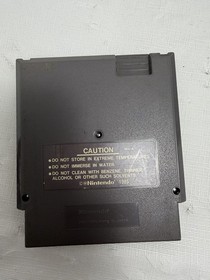 CAUTION
● DO NOT STORE IN EXTREME TEMPERATURES.
● DO NOT IMMERSE IN WATER.
● DO NOT CLEAN WITH BENZENE, THINNER,
ALCOHOL OR OTHER SUCH SOLVENTS.
©Nintendo